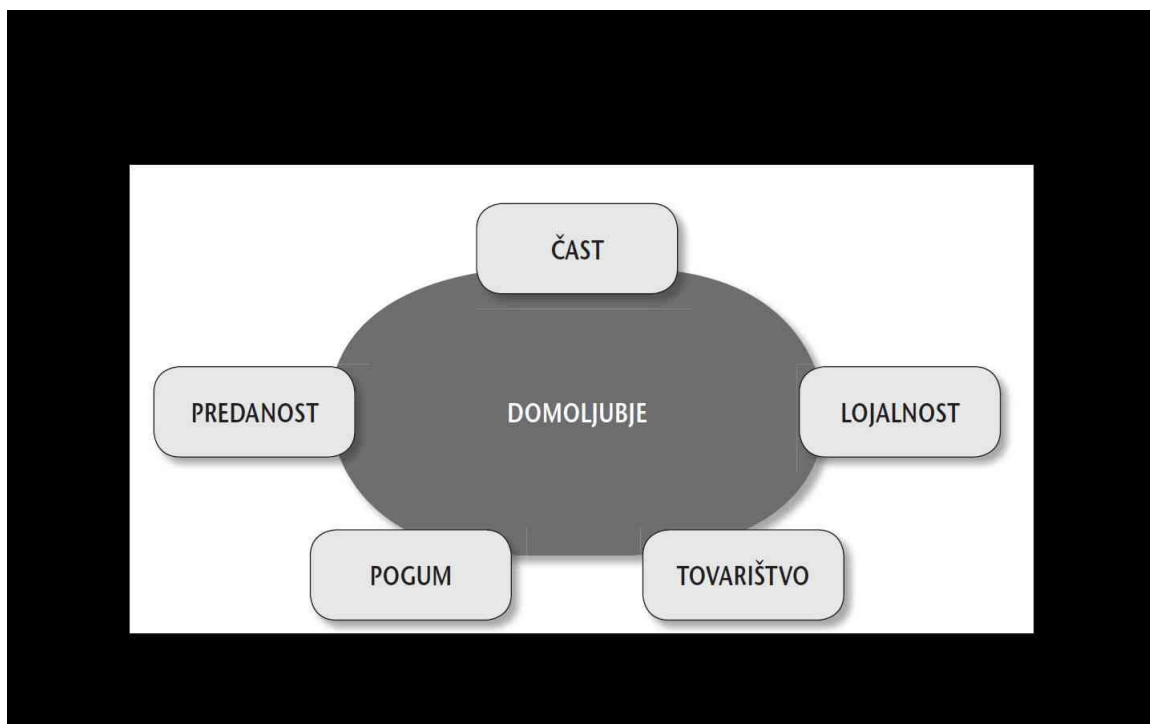 ČAST
PREDANOST
DOMOLJUBJE
LOJALNOST
POGUM
TOVARIŠTVO